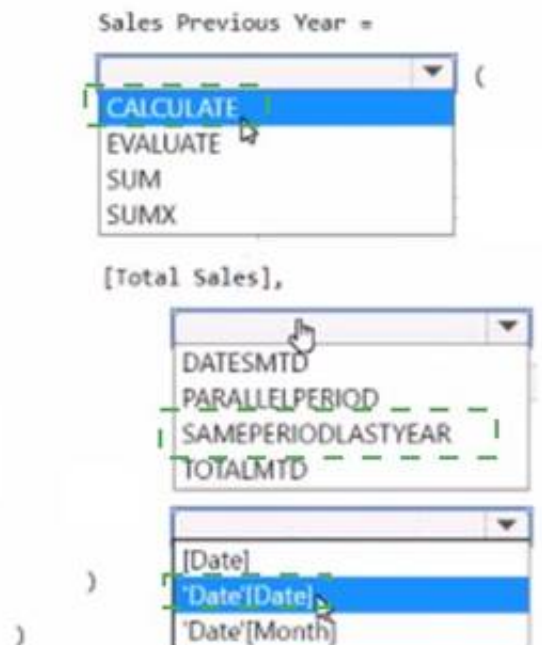 Sales Previous Year =
(
CALCULATE
EVALUATE
SUM
SUMX
[Total Sales],
DATESMTD
PARALLELPERIOD
SAMEPERIODLASTYEAR
TOTALMTD
[Date]
)
'Date'[Date]
'Date'[Month]
)